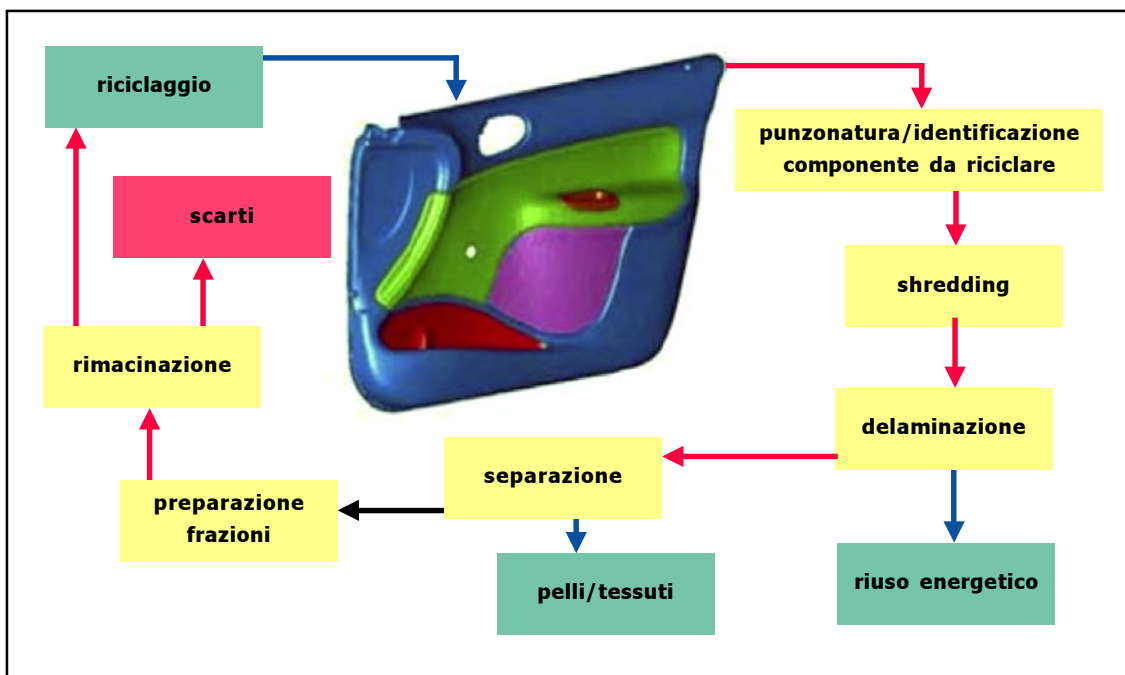 riciclaggio
punzonatura/identificazione
componente da riciclare
scarti
shredding
rimacinazione
delaminazione
separazione
preparazione
frazioni
pelli/tessuti
riuso energetico